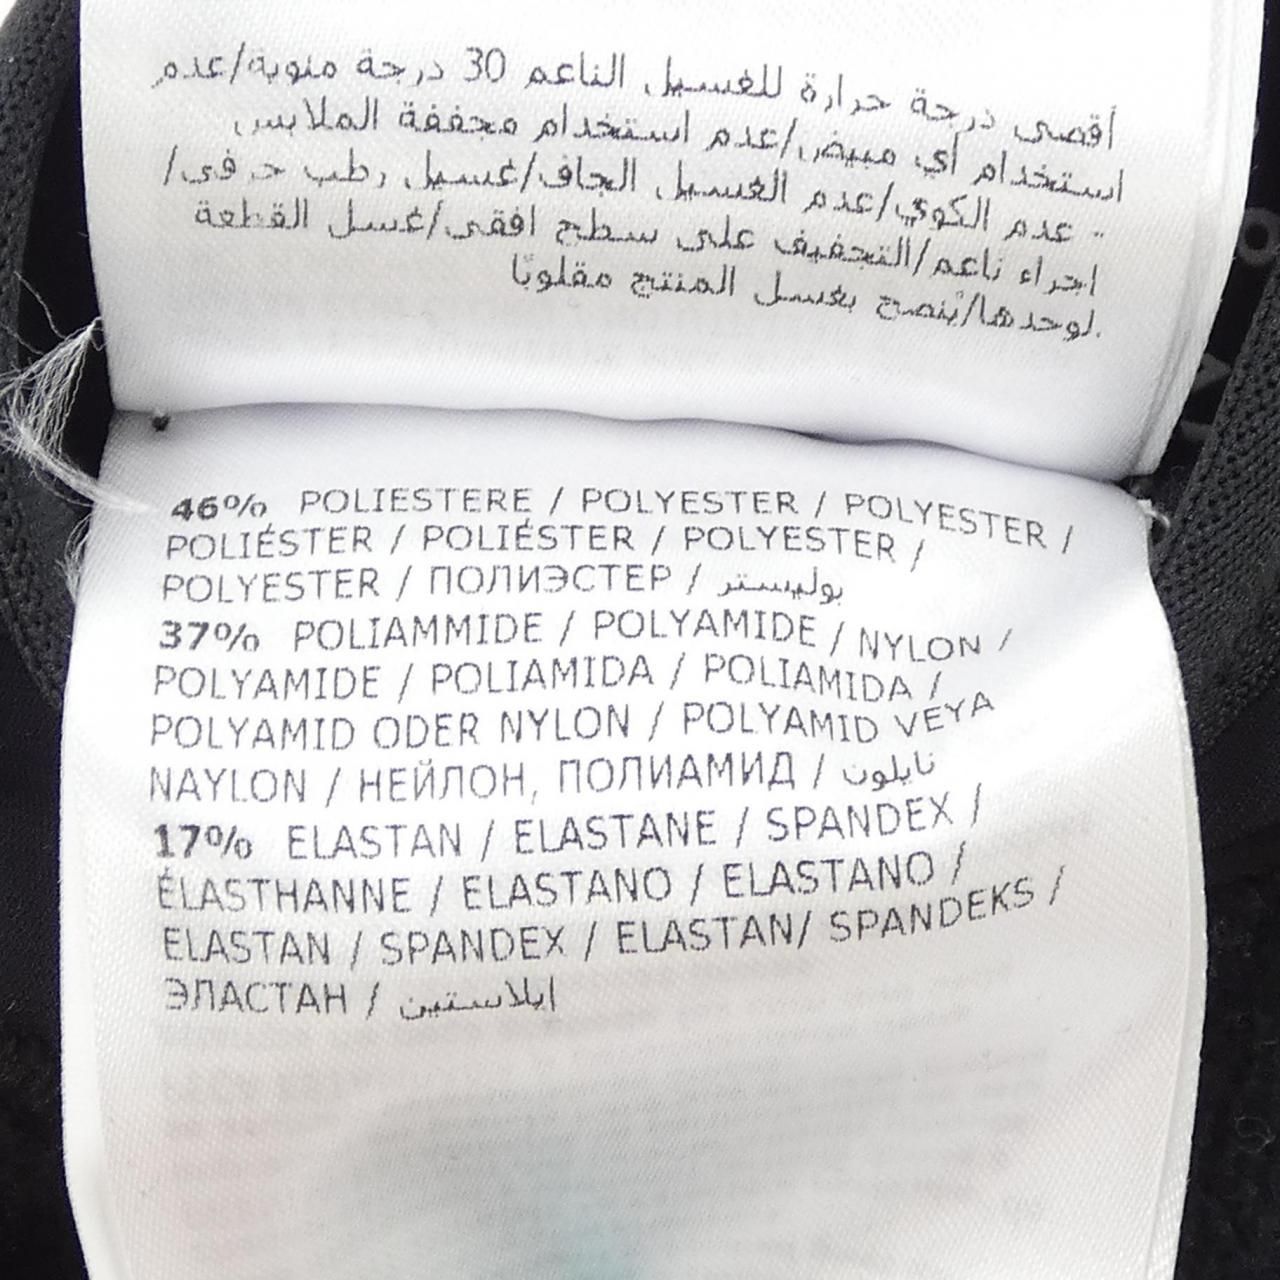 أقصى درجة حرارة للغسيل الناعم 30 درجة مئوية/عدم
استخدام أي مبيض/عدم استخدام مجففة الملابس
- عدم الكوي/عدم الغسيل الجاف/غسيل رطب حرفي/
اجراء ناعم/التجفيف على سطح افقي/غسل القطعة
لوحدها/يُنصح بغسل المنتج مقلوبًا.
46% POLIESTERE / POLYESTER / POLYESTER /
POLIÉSTER / POLIÉSTER / POLYESTER /
POLYESTER / ПОЛИЭСТЕР / بوليستر
37% POLIAMMIDE / POLYAMIDE / NYLON /
POLYAMIDE / POLIAMIDA / POLIAMIDA /
POLYAMID ODER NYLON / POLYAMID VEYA
NAYLON / НЕЙЛОН, ПОЛИАМИД / نايلون
17% ELASTAN / ELASTANE / SPANDEX /
ÉLASTHANNE / ELASTANO / ELASTANO /
ELASTAN / SPANDEX / ELASTAN/ SPANDEKS /
ЭЛАСТАН / ايلاستين